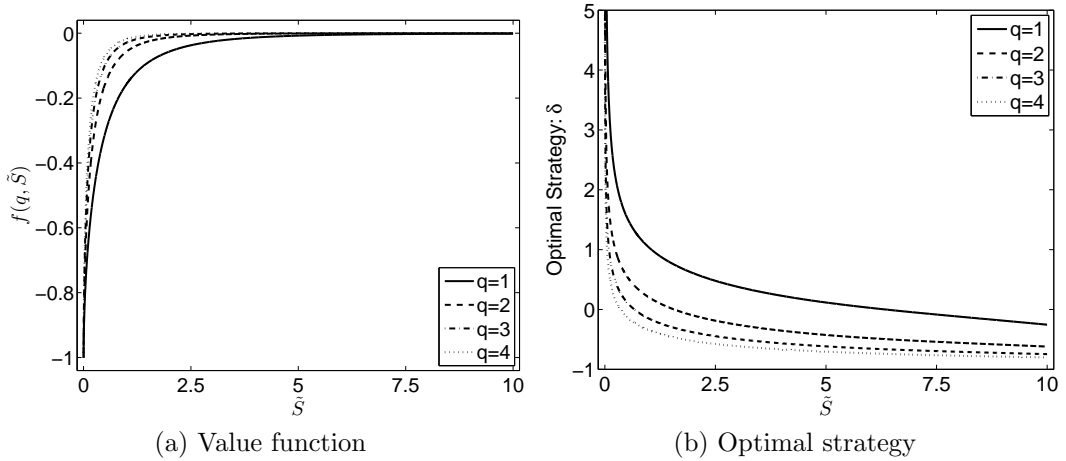 0
−0.2
−0.4
−0.6
−0.8
−1
f(q, S̃)
0 2.5 5 7.5 10
S̃
q=1
q=2
q=3
q=4
(a) Value function
5
4
3
2
1
0
−1
Optimal Strategy: δ
0 2.5 5 7.5 10
S̃
q=1
q=2
q=3
q=4
(b) Optimal strategy